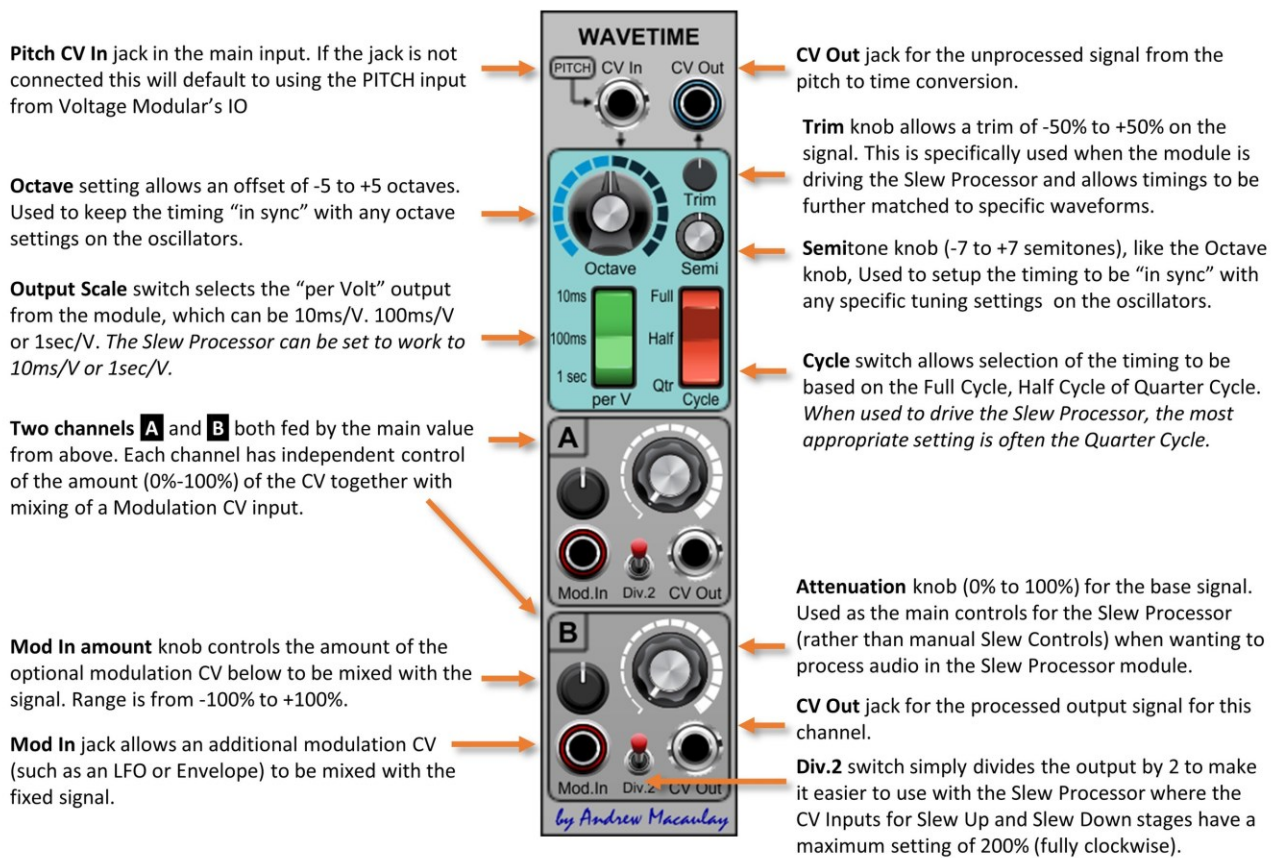 Pitch CV In jack in the main input. If the jack is not
connected this will default to using the PITCH input
from Voltage Modular's IO
Octave setting allows an offset of -5 to +5 octaves.
Used to keep the timing “in sync” with any octave
settings on the oscillators.
Output Scale switch selects the “per Volt” output
from the module, which can be 10ms/V. 100ms/V
or 1sec/V. The Slew Processor can be set to work to
10ms/V or 1sec/V.
Two channels A and B both fed by the main value
from above. Each channel has independent control
of the amount (0%-100%) of the CV together with
mixing of a Modulation CV input.
Mod In amount knob controls the amount of the
optional modulation CV below to be mixed with the
signal. Range is from -100% to +100%.
Mod In jack allows an additional modulation CV
(such as an LFO or Envelope) to be mixed with the
fixed signal.
WAVETIME
PITCH CV In CV Out
Trim
Octave Semi
10ms Full
100ms Half
1 sec Qtr
per V Cycle
A
Mod.In Div.2 CV Out
B
Mod.In Div.2 CV Out
by Andrew Macaulay
CV Out jack for the unprocessed signal from the
pitch to time conversion.
Trim knob allows a trim of -50% to +50% on the
signal. This is specifically used when the module is
driving the Slew Processor and allows timings to be
further matched to specific waveforms.
Semitone knob (-7 to +7 semitones), like the Octave
knob, Used to setup the timing to be “in sync” with
any specific tuning settings on the oscillators.
Cycle switch allows selection of the timing to be
based on the Full Cycle, Half Cycle of Quarter Cycle.
When used to drive the Slew Processor, the most
appropriate setting is often the Quarter Cycle.
Attenuation knob (0% to 100%) for the base signal.
Used as the main controls for the Slew Processor
(rather than manual Slew Controls) when wanting to
process audio in the Slew Processor module.
CV Out jack for the processed output signal for this
channel.
Div.2 switch simply divides the output by 2 to make
it easier to use with the Slew Processor where the
CV Inputs for Slew Up and Slew Down stages have a
maximum setting of 200% (fully clockwise).